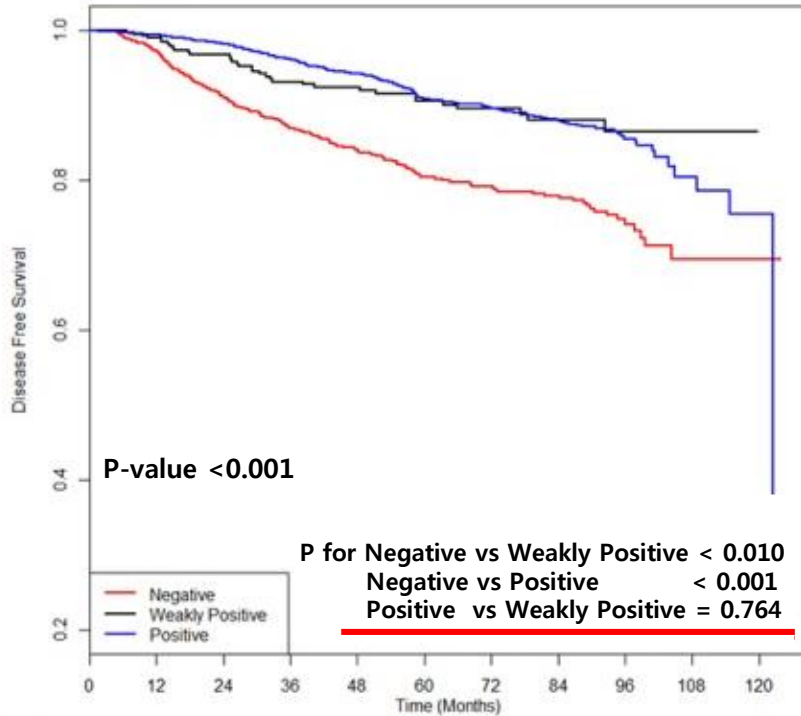 1.0
0.8
0.6
0.4
0.2
Disease Free Survival
P-value <0.001
P for Negative vs Weakly Positive < 0.010
Negative vs Positive < 0.001
Positive vs Weakly Positive = 0.764
Negative
Weakly Positive
Positive
0 12 24 36 48 60 72 84 96 108 120
Time (Months)